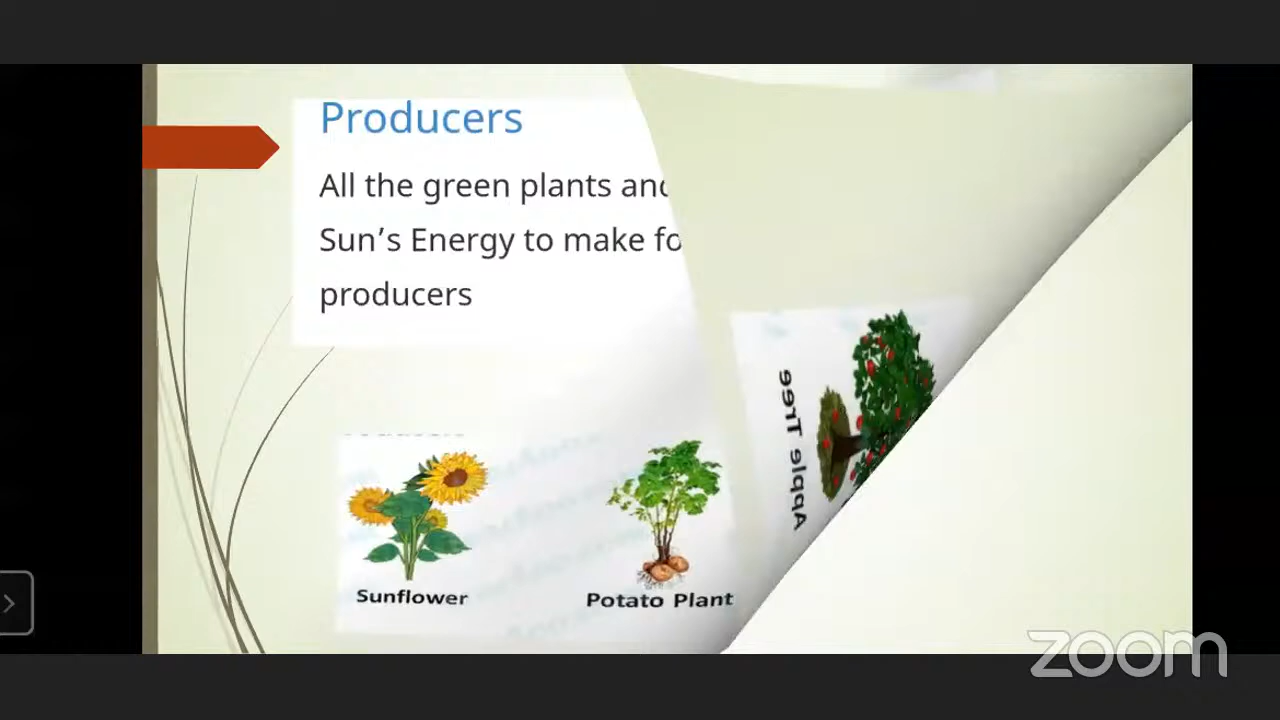 Producers
All the green plants and
Sun's Energy to make fo
producers
Sunflower
Potato Plant
Apple Tree
zoom